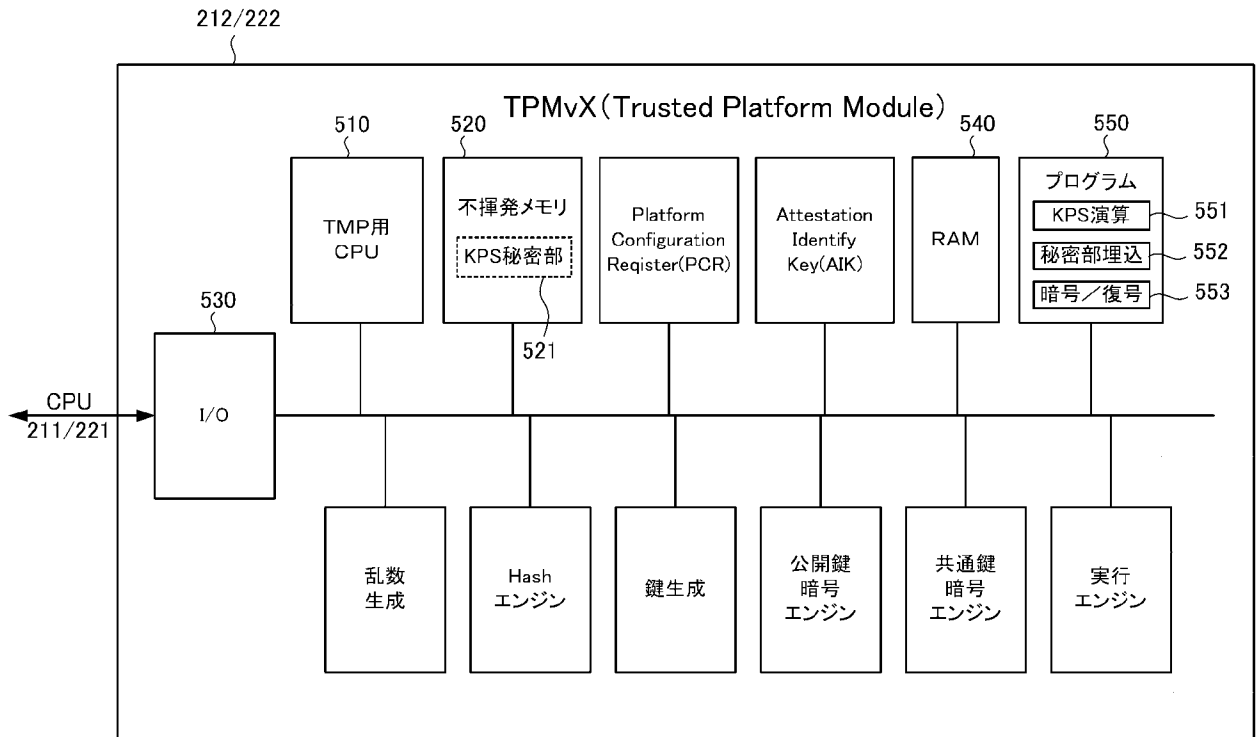 212/222
TPMvX(Trusted Platform Module)
510
520
540
550
TMP用
CPU
不揮発メモリ
KPS秘密部
521
Platform
Configuration
Reqister(PCR)
Attestation
Identify
Key(AIK)
RAM
プログラム
KPS演算
551
秘密部埋込
552
暗号／復号
553
530
I/O
CPU
211/221
乱数
生成
Hash
エンジン
鍵生成
公開鍵
暗号
エンジン
共通鍵
暗号
エンジン
実行
エンジン